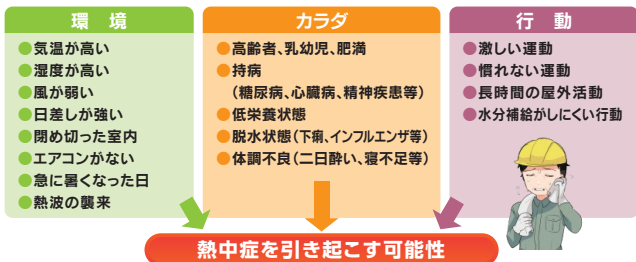 環　境
●気温が高い
●湿度が高い
●風が弱い
●日差しが強い
●閉め切った室内
●エアコンがない
●急に暑くなった日
●熱波の襲来
カラダ
●高齢者、乳幼児、肥満
●持病
（糖尿病、心臓病、精神疾患等）
●低栄養状態
●脱水状態（下痢、インフルエンザ等）
●体調不良（二日酔い、寝不足等）
行　動
●激しい運動
●慣れない運動
●長時間の屋外活動
●水分補給がしにくい行動
熱中症を引き起こす可能性